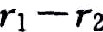 r₁ − r₂